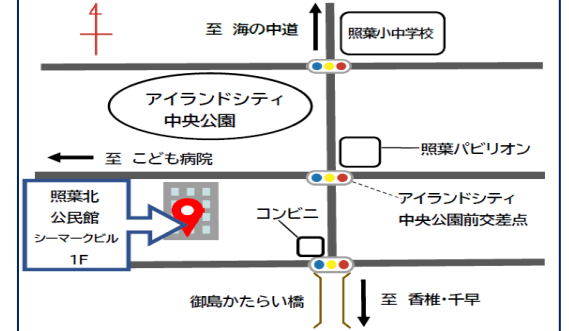 至 海の中道
照葉小中学校
アイランドシティ
中央公園
照葉パビリオン
至 こども病院
アイランドシティ
中央公園前交差点
照葉北
公民館
シーマークビル
1F
コンビニ
御島かたらい橋
至 香椎・千早